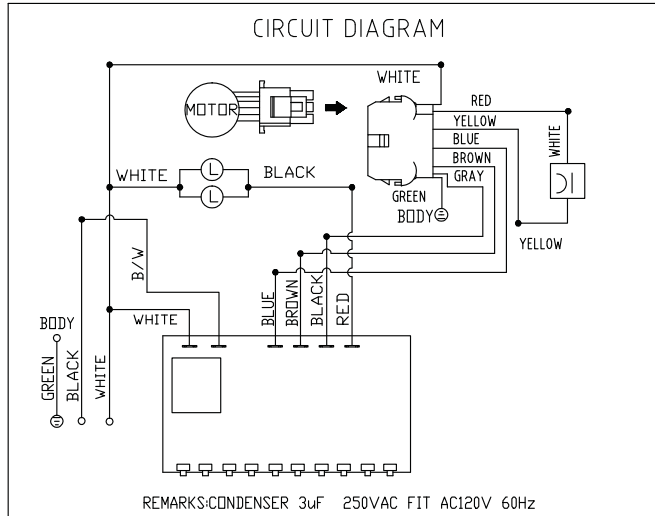 CIRCUIT DIAGRAM
WHITE
MOTOR
RED
YELLOW
BLUE
BROWN
GRAY
GREEN
BODY
WHITE
YELLOW
WHITE
L
L
BLACK
B/W
WHITE
BLUE
BROWN
BLACK
RED
BODY
GREEN
BLACK
WHITE
REMARKS:CONDENSER 3uF 250VAC FIT AC120V 60Hz